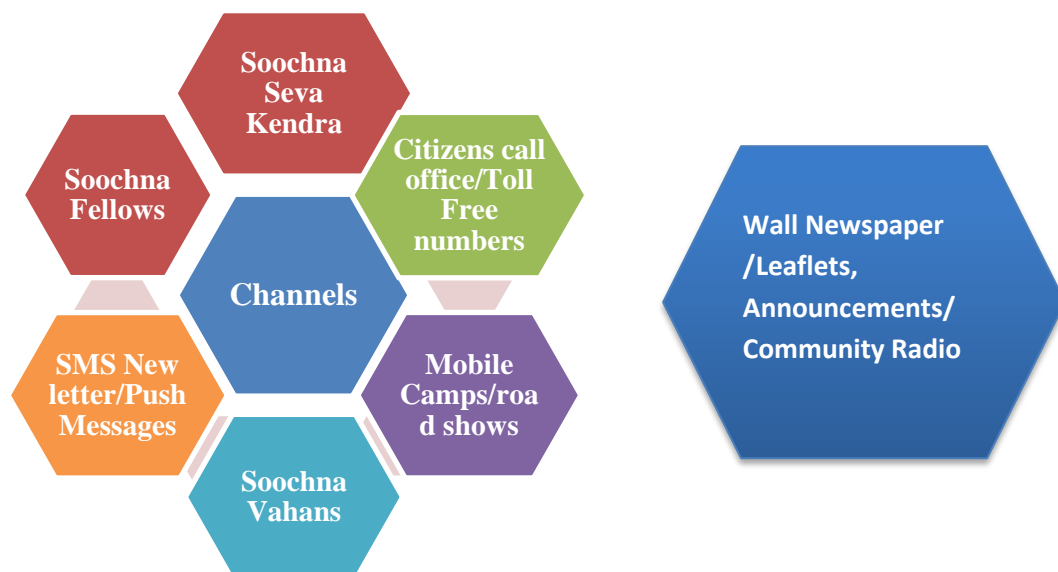 Soochna
Seva
Kendra
Citizens call
office/Toll
Free
numbers
Soochna
Fellows
Channels
SMS New
letter/Push
Messages
Mobile
Camps/roa
d shows
Soochna
Vahans
Wall Newspaper
/Leaflets,
Announcements/
Community Radio